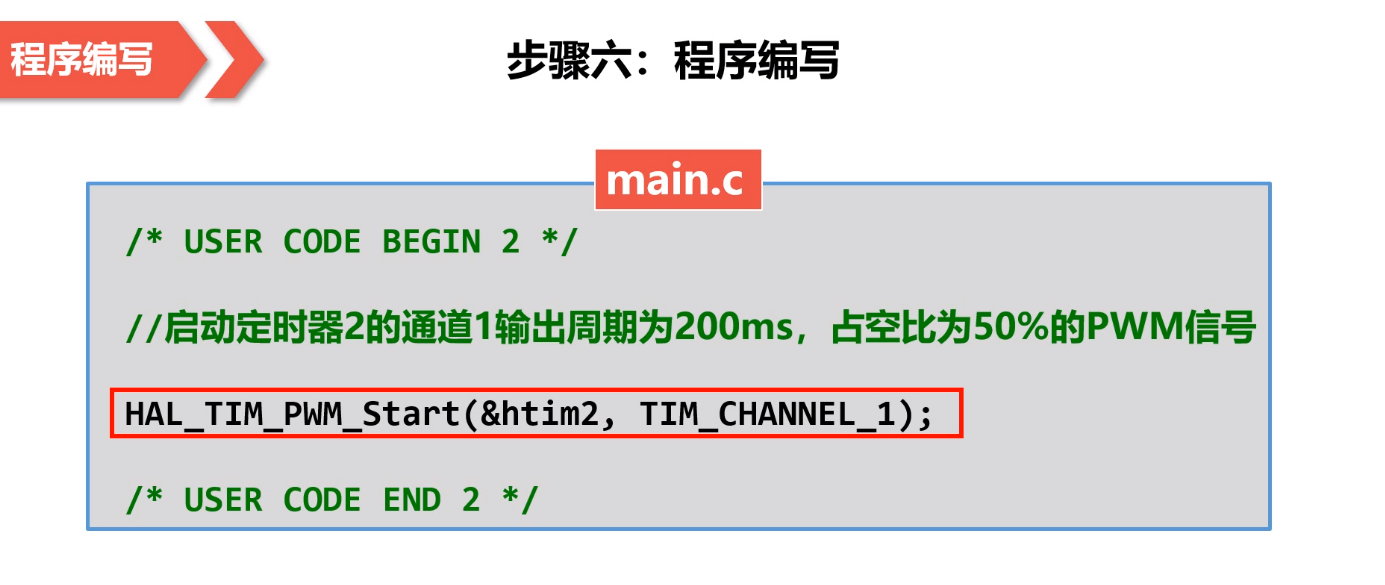 程序编写
步骤六：程序编写
main.c
/* USER CODE BEGIN 2 */
//启动定时器2的通道1输出周期为200ms，占空比为50%的PWM信号
HAL_TIM_PWM_Start(&htim2, TIM_CHANNEL_1);
/* USER CODE END 2 */